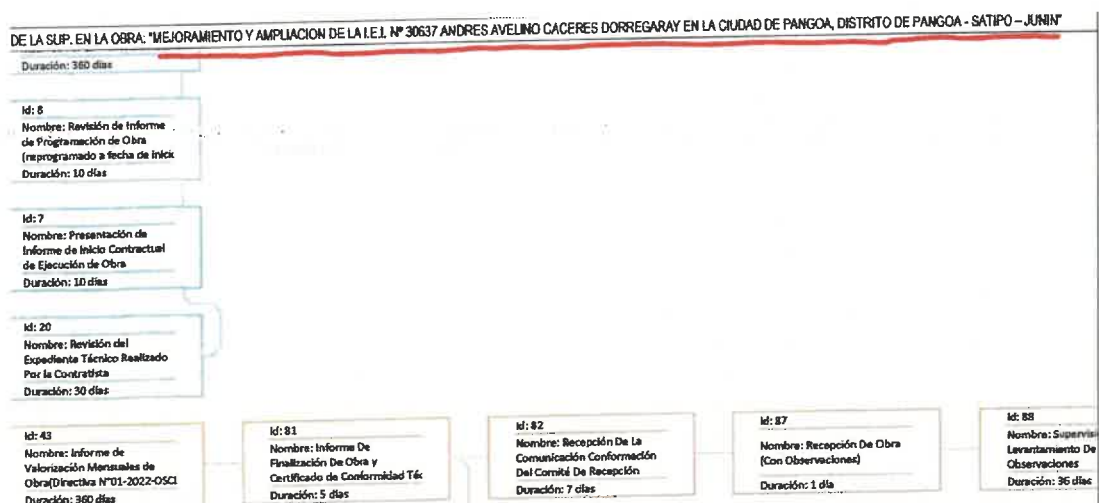 DE LA SUP. EN LA OBRA: "MEJORAMIENTO Y AMPLIACION DE LA I.E.I. Nº 30637 ANDRES AVELINO CACERES DORREGARAY EN LA CIUDAD DE PANGOA, DISTRITO DE PANGOA - SATIPO – JUNIN"
Duración: 360 días
Id: 8
Nombre: Revisión de Informe
de Programación de Obra
(reprogramado a fecha de inicic
Duración: 10 días
Id: 7
Nombre: Presentación de
Informe de Inicio Contractual
de Ejecución de Obra
Duración: 10 días
Id: 20
Nombre: Revisión del
Expediente Técnico Realizado
Por la Contratista
Duración: 30 días
Id: 43
Nombre: Informe de
Valorización Mensuales de
Obra(Directiva N°01-2022-OSCI
Duración: 360 días
Id: 81
Nombre: Informe De
Finalización De Obra y
Certificado de Conformidad Téc
Duración: 5 días
Id: 82
Nombre: Recepción De La
Comunicación Conformación
Del Comité De Recepción
Duración: 7 días
Id: 87
Nombre: Recepción De Obra
(Con Observaciones)
Duración: 1 día
Id: 88
Nombre: Supervisi
Levantamiento De
Observaciones
Duración: 36 días